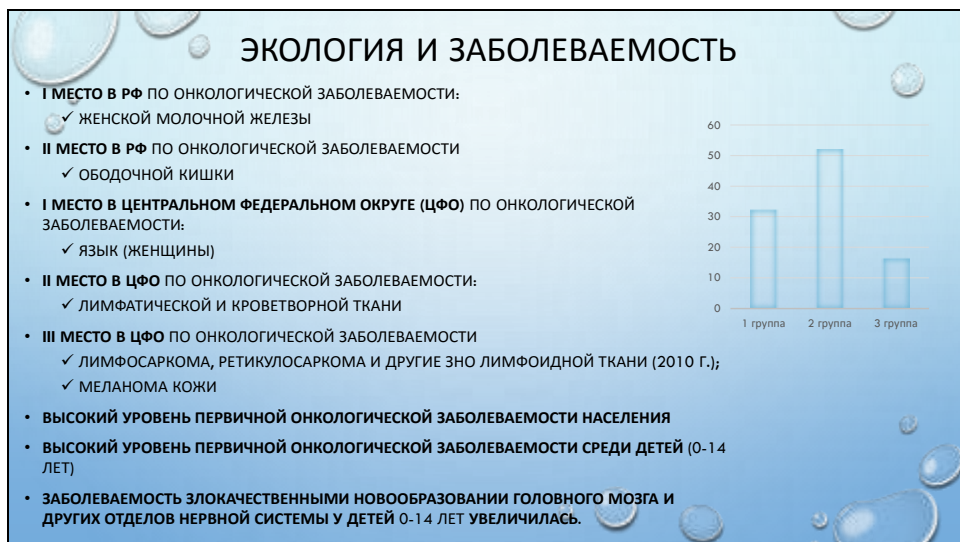 ЭКОЛОГИЯ И ЗАБОЛЕВАЕМОСТЬ
• I МЕСТО В РФ ПО ОНКОЛОГИЧЕСКОЙ ЗАБОЛЕВАЕМОСТИ:
✓ ЖЕНСКОЙ МОЛОЧНОЙ ЖЕЛЕЗЫ
• II МЕСТО В РФ ПО ОНКОЛОГИЧЕСКОЙ ЗАБОЛЕВАЕМОСТИ
✓ ОБОДОЧНОЙ КИШКИ
• I МЕСТО В ЦЕНТРАЛЬНОМ ФЕДЕРАЛЬНОМ ОКРУГЕ (ЦФО) ПО ОНКОЛОГИЧЕСКОЙ
ЗАБОЛЕВАЕМОСТИ:
✓ ЯЗЫК (ЖЕНЩИНЫ)
• II МЕСТО В ЦФО ПО ОНКОЛОГИЧЕСКОЙ ЗАБОЛЕВАЕМОСТИ:
✓ ЛИМФАТИЧЕСКОЙ И КРОВЕТВОРНОЙ ТКАНИ
• III МЕСТО В ЦФО ПО ОНКОЛОГИЧЕСКОЙ ЗАБОЛЕВАЕМОСТИ
✓ ЛИМФОСАРКОМА, РЕТИКУЛОСАРКОМА И ДРУГИЕ ЗНО ЛИМФОИДНОЙ ТКАНИ (2010 Г.);
✓ МЕЛАНОМА КОЖИ
• ВЫСОКИЙ УРОВЕНЬ ПЕРВИЧНОЙ ОНКОЛОГИЧЕСКОЙ ЗАБОЛЕВАЕМОСТИ НАСЕЛЕНИЯ
• ВЫСОКИЙ УРОВЕНЬ ПЕРВИЧНОЙ ОНКОЛОГИЧЕСКОЙ ЗАБОЛЕВАЕМОСТИ СРЕДИ ДЕТЕЙ (0-14
ЛЕТ)
• ЗАБОЛЕВАЕМОСТЬ ЗЛОКАЧЕСТВЕННЫМИ НОВООБРАЗОВАНИИ ГОЛОВНОГО МОЗГА И
ДРУГИХ ОТДЕЛОВ НЕРВНОЙ СИСТЕМЫ У ДЕТЕЙ 0-14 ЛЕТ УВЕЛИЧИЛАСЬ.
60
50
40
30
20
10
0
1 группа 2 группа 3 группа